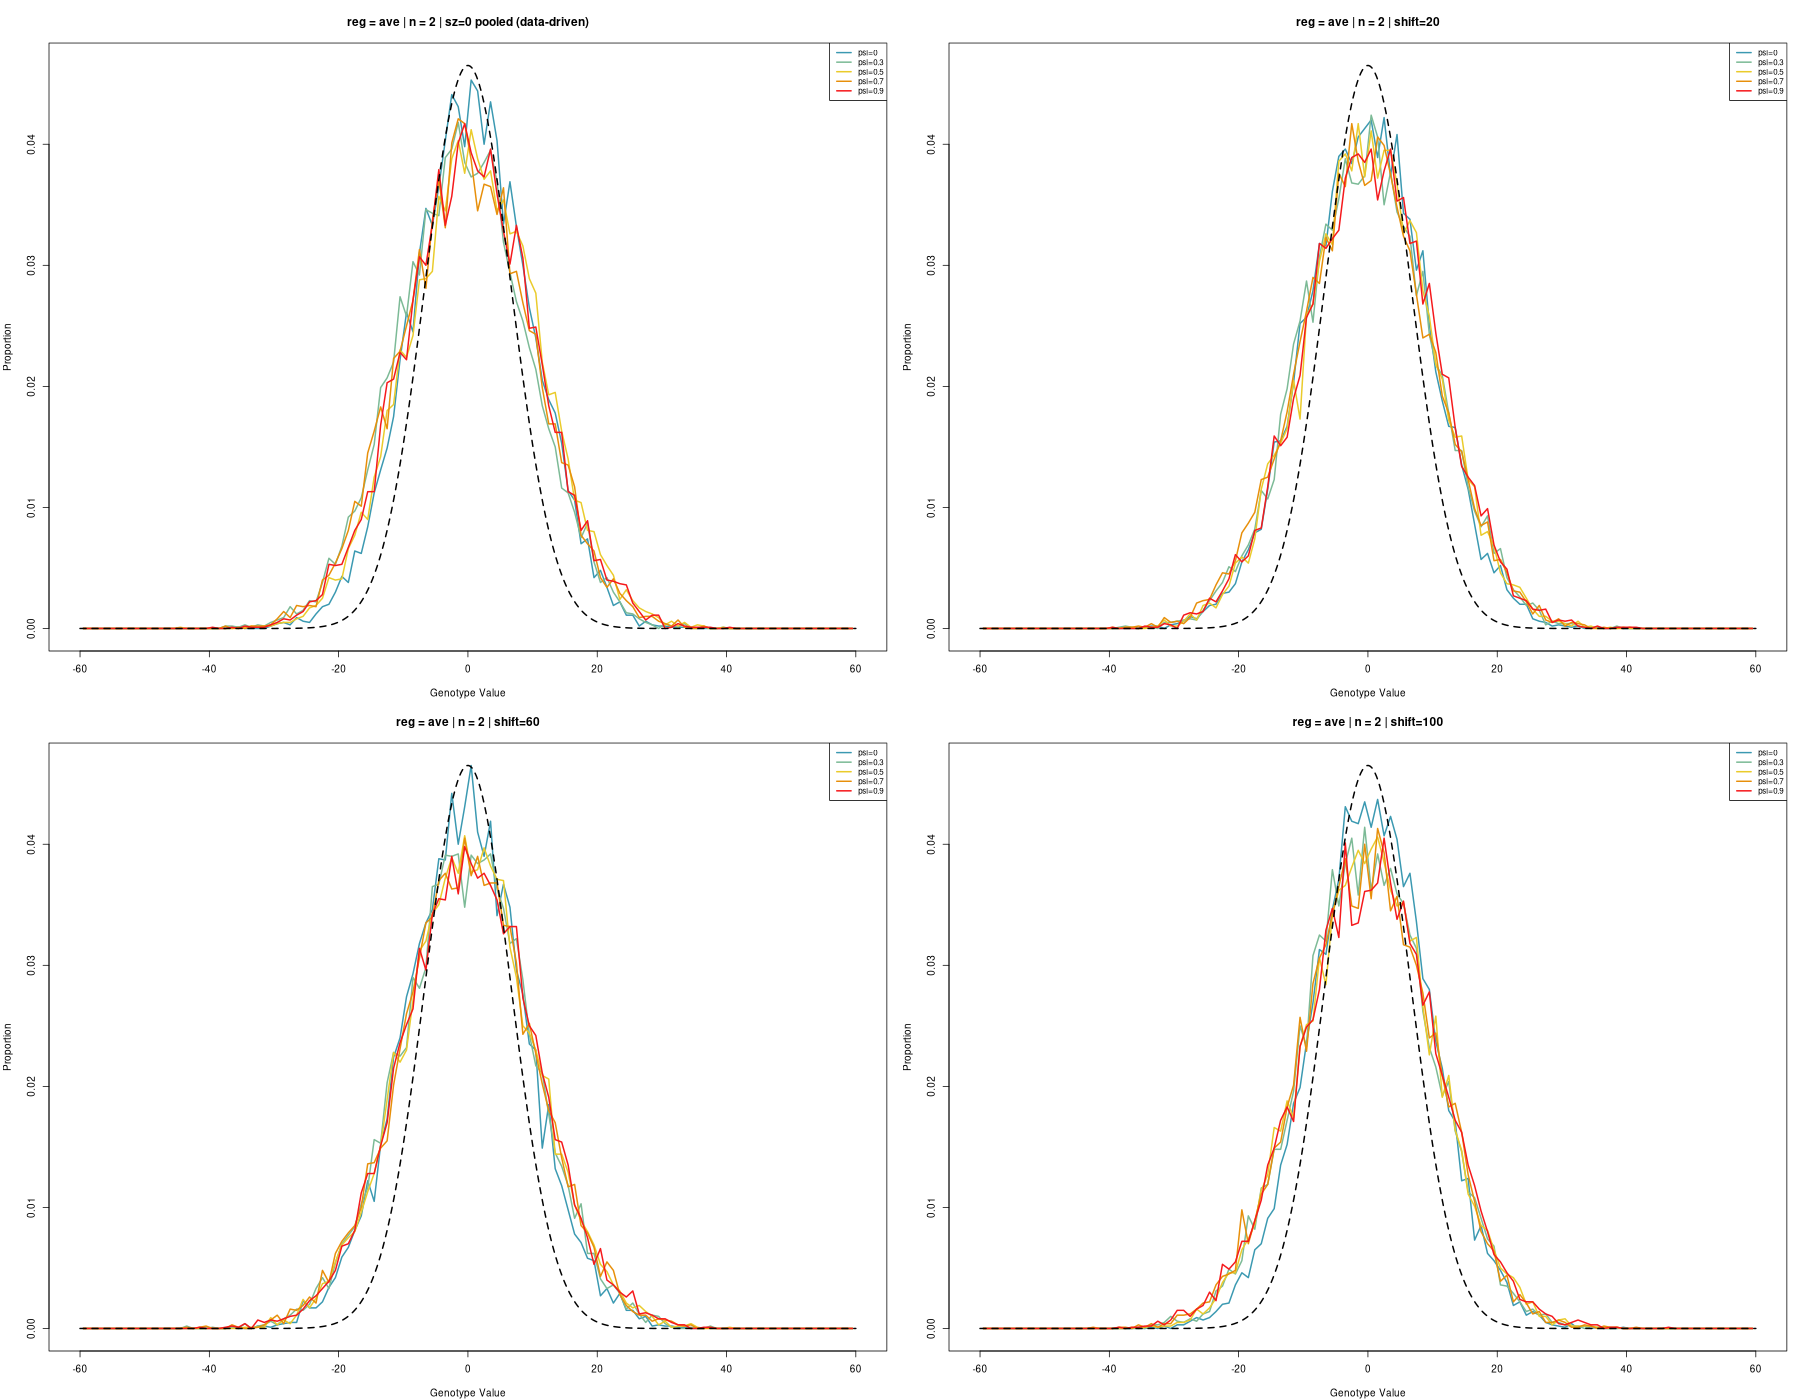 reg = ave | n = 2 | sz=0 pooled (data-driven)
psi=0
psi=0.3
psi=0.5
psi=0.7
psi=0.9
Proportion
0.04
0.03
0.02
0.01
0.00
-60 -40 -20 0 20 40 60
Genotype Value
reg = ave | n = 2 | shift=20
psi=0
psi=0.3
psi=0.5
psi=0.7
psi=0.9
Proportion
0.04
0.03
0.02
0.01
0.00
-60 -40 -20 0 20 40 60
Genotype Value
reg = ave | n = 2 | shift=60
psi=0
psi=0.3
psi=0.5
psi=0.7
psi=0.9
Proportion
0.04
0.03
0.02
0.01
0.00
-60 -40 -20 0 20 40 60
Genotype Value
reg = ave | n = 2 | shift=100
psi=0
psi=0.3
psi=0.5
psi=0.7
psi=0.9
Proportion
0.04
0.03
0.02
0.01
0.00
-60 -40 -20 0 20 40 60
Genotype Value